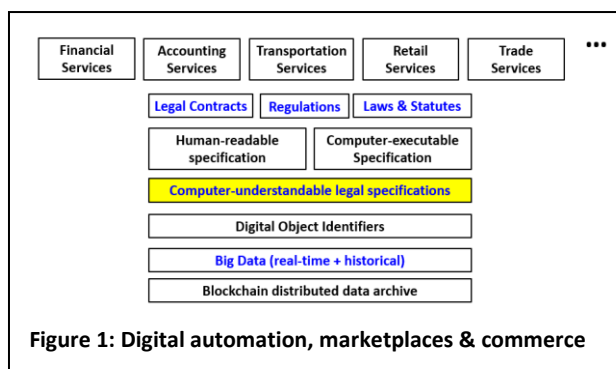 Financial Services
Accounting Services
Transportation Services
Retail Services
Trade Services
...
Legal Contracts
Regulations
Laws & Statutes
Human-readable specification
Computer-executable Specification
Computer-understandable legal specifications
Digital Object Identifiers
Big Data (real-time + historical)
Blockchain distributed data archive
Figure 1: Digital automation, marketplaces & commerce